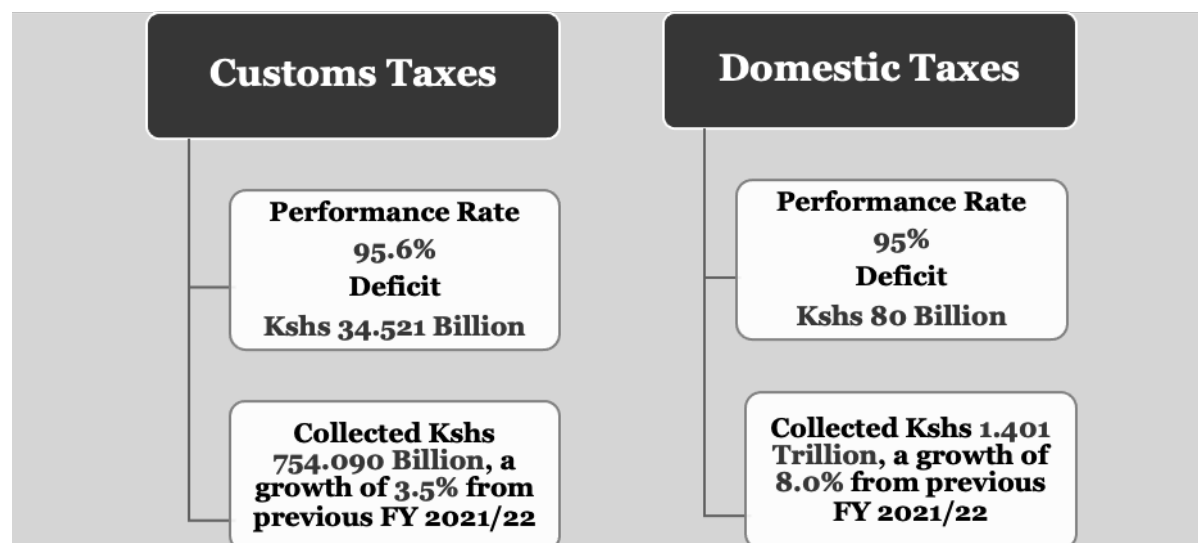 Customs Taxes
Performance Rate
95.6%
Deficit
Kshs 34.521 Billion
Collected Kshs
754.090 Billion, a
growth of 3.5% from
previous FY 2021/22
Domestic Taxes
Performance Rate
95%
Deficit
Kshs 80 Billion
Collected Kshs 1.401
Trillion, a growth of
8.0% from previous
FY 2021/22